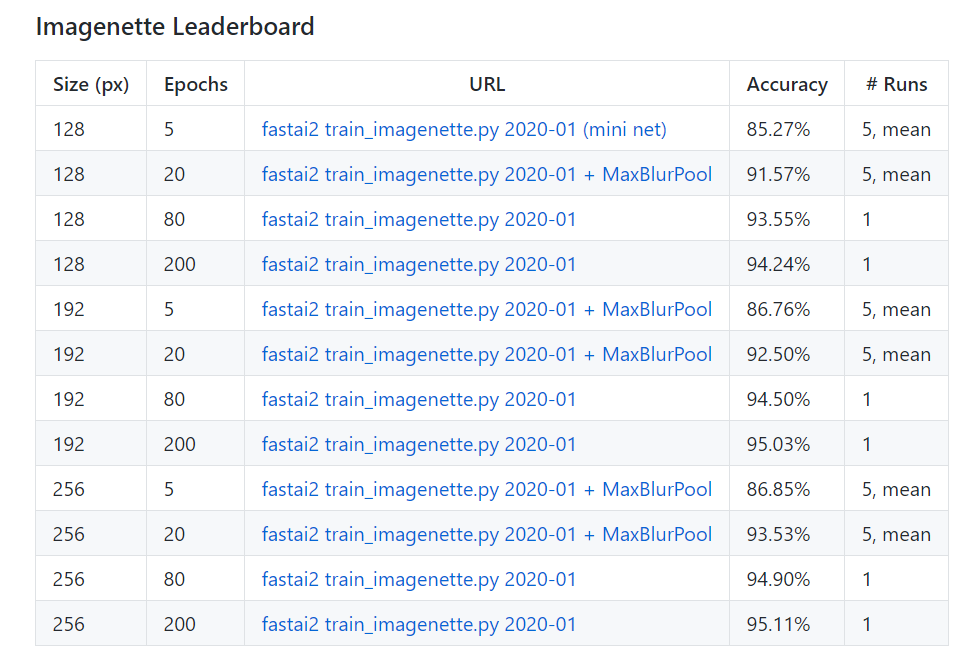 Imagenette Leaderboard
Size (px) Epochs URL Accuracy # Runs
128 5 fastai2 train_imagenette.py 2020-01 (mini net) 85.27% 5, mean
128 20 fastai2 train_imagenette.py 2020-01 + MaxBlurPool 91.57% 5, mean
128 80 fastai2 train_imagenette.py 2020-01 93.55% 1
128 200 fastai2 train_imagenette.py 2020-01 94.24% 1
192 5 fastai2 train_imagenette.py 2020-01 + MaxBlurPool 86.76% 5, mean
192 20 fastai2 train_imagenette.py 2020-01 + MaxBlurPool 92.50% 5, mean
192 80 fastai2 train_imagenette.py 2020-01 94.50% 1
192 200 fastai2 train_imagenette.py 2020-01 95.03% 1
256 5 fastai2 train_imagenette.py 2020-01 + MaxBlurPool 86.85% 5, mean
256 20 fastai2 train_imagenette.py 2020-01 + MaxBlurPool 93.53% 5, mean
256 80 fastai2 train_imagenette.py 2020-01 94.90% 1
256 200 fastai2 train_imagenette.py 2020-01 95.11% 1